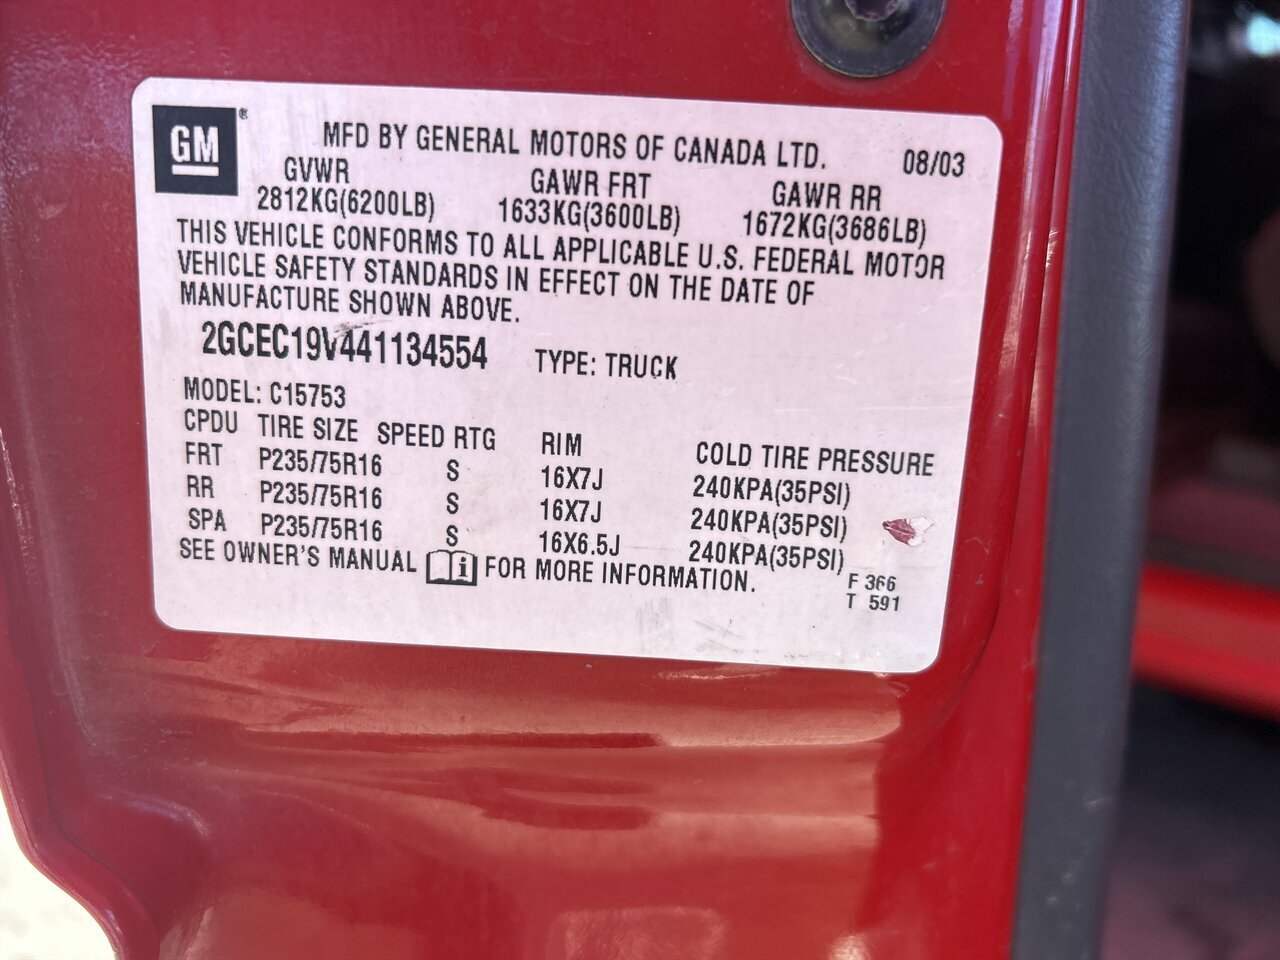 GM ® MFD BY GENERAL MOTORS OF CANADA LTD. 08/03
GVWR GAWR FRT GAWR RR
2812KG(6200LB) 1633KG(3600LB) 1672KG(3686LB)
THIS VEHICLE CONFORMS TO ALL APPLICABLE U.S. FEDERAL MOTOR
VEHICLE SAFETY STANDARDS IN EFFECT ON THE DATE OF
MANUFACTURE SHOWN ABOVE.
2GCEC19V441134554 TYPE: TRUCK
MODEL: C15753
CPDU TIRE SIZE SPEED RTG RIM COLD TIRE PRESSURE
FRT P235/75R16 S 16X7J 240KPA(35PSI)
RR P235/75R16 S 16X7J 240KPA(35PSI)
SPA P235/75R16 S 16X6.5J 240KPA(35PSI)
SEE OWNER'S MANUAL i FOR MORE INFORMATION.
F 366
T 591